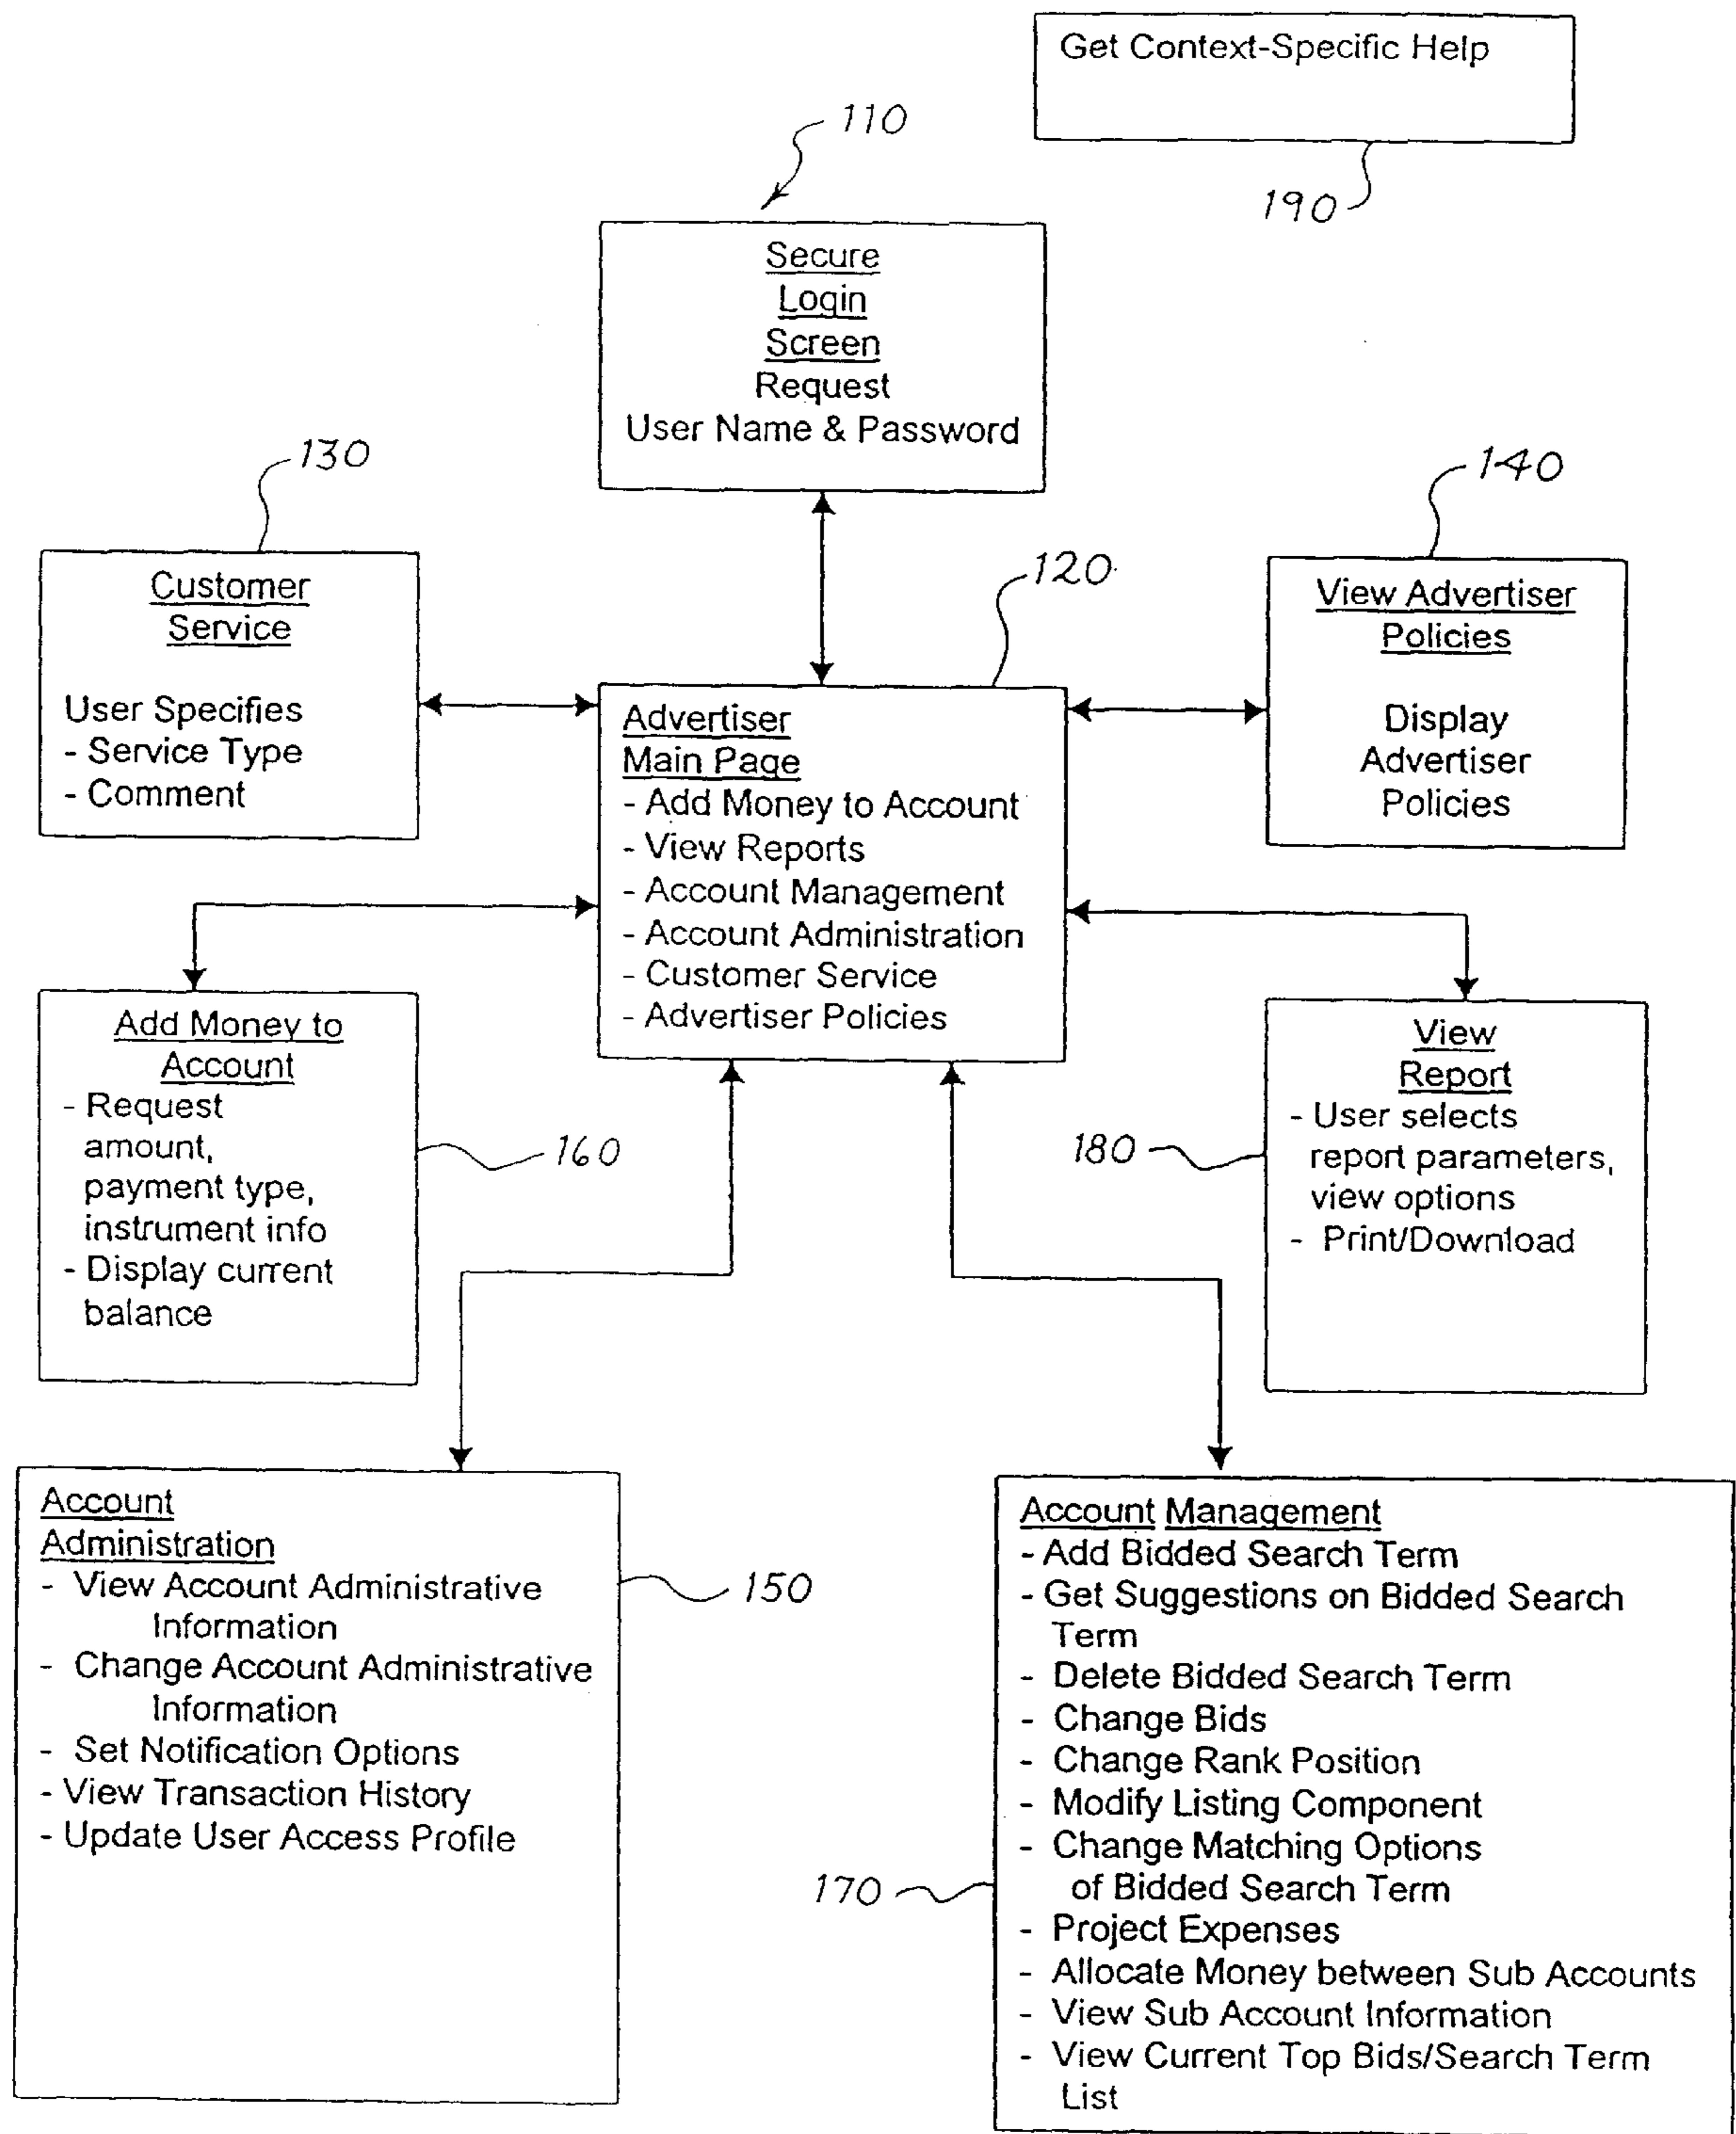 Get Context-Specific Help
190
110
Secure
Login
Screen
Request
User Name & Password
130
Customer
Service
User Specifies
- Service Type
- Comment
140
View Advertiser
Policies
Display
Advertiser
Policies
120
Advertiser
Main Page
- Add Money to Account
- View Reports
- Account Management
- Account Administration
- Customer Service
- Advertiser Policies
Add Money to
Account
- Request
amount,
payment type,
instrument info
- Display current
balance
160
View
Report
- User selects
report parameters,
view options
- Print/Download
180
Account
Administration
- View Account Administrative
Information
- Change Account Administrative
Information
- Set Notification Options
- View Transaction History
- Update User Access Profile
150
Account Management
- Add Bidded Search Term
- Get Suggestions on Bidded Search
Term
- Delete Bidded Search Term
- Change Bids
- Change Rank Position
- Modify Listing Component
- Change Matching Options
of Bidded Search Term
- Project Expenses
- Allocate Money between Sub Accounts
- View Sub Account Information
- View Current Top Bids/Search Term
List
170